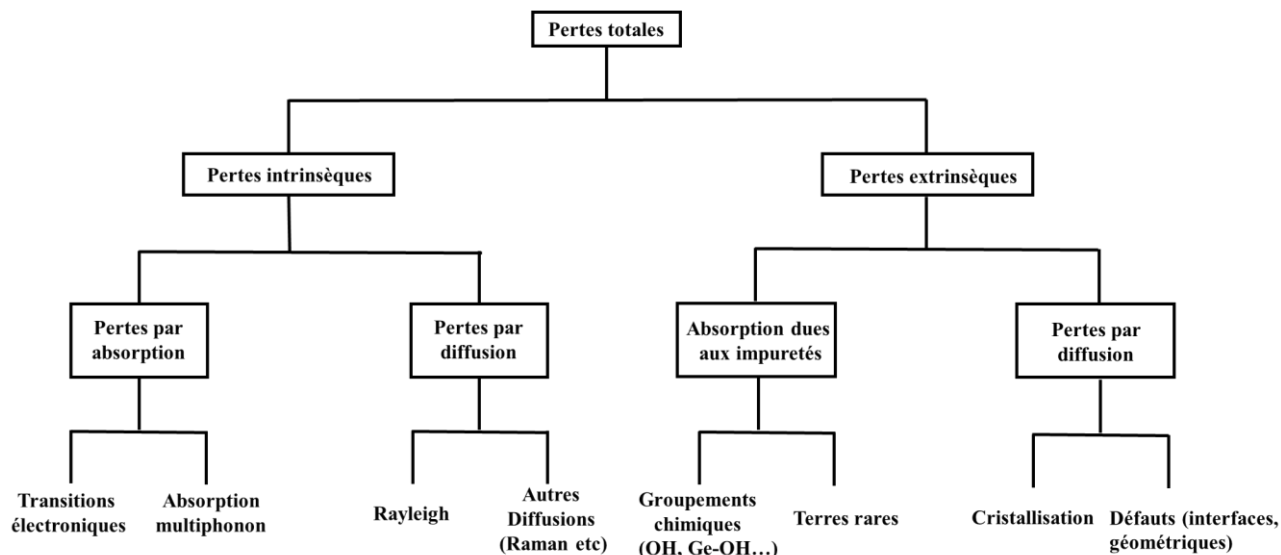 Pertes totales
Pertes intrinsèques
Pertes extrinsèques
Pertes par
absorption
Pertes par
diffusion
Absorption dues
aux impuretés
Pertes par
diffusion
Transitions
électroniques
Absorption
multiphonon
Rayleigh
Autres
Diffusions
(Raman etc)
Groupements
chimiques
(OH, Ge-OH…)
Terres rares
Cristallisation
Défauts (interfaces,
géométriques)